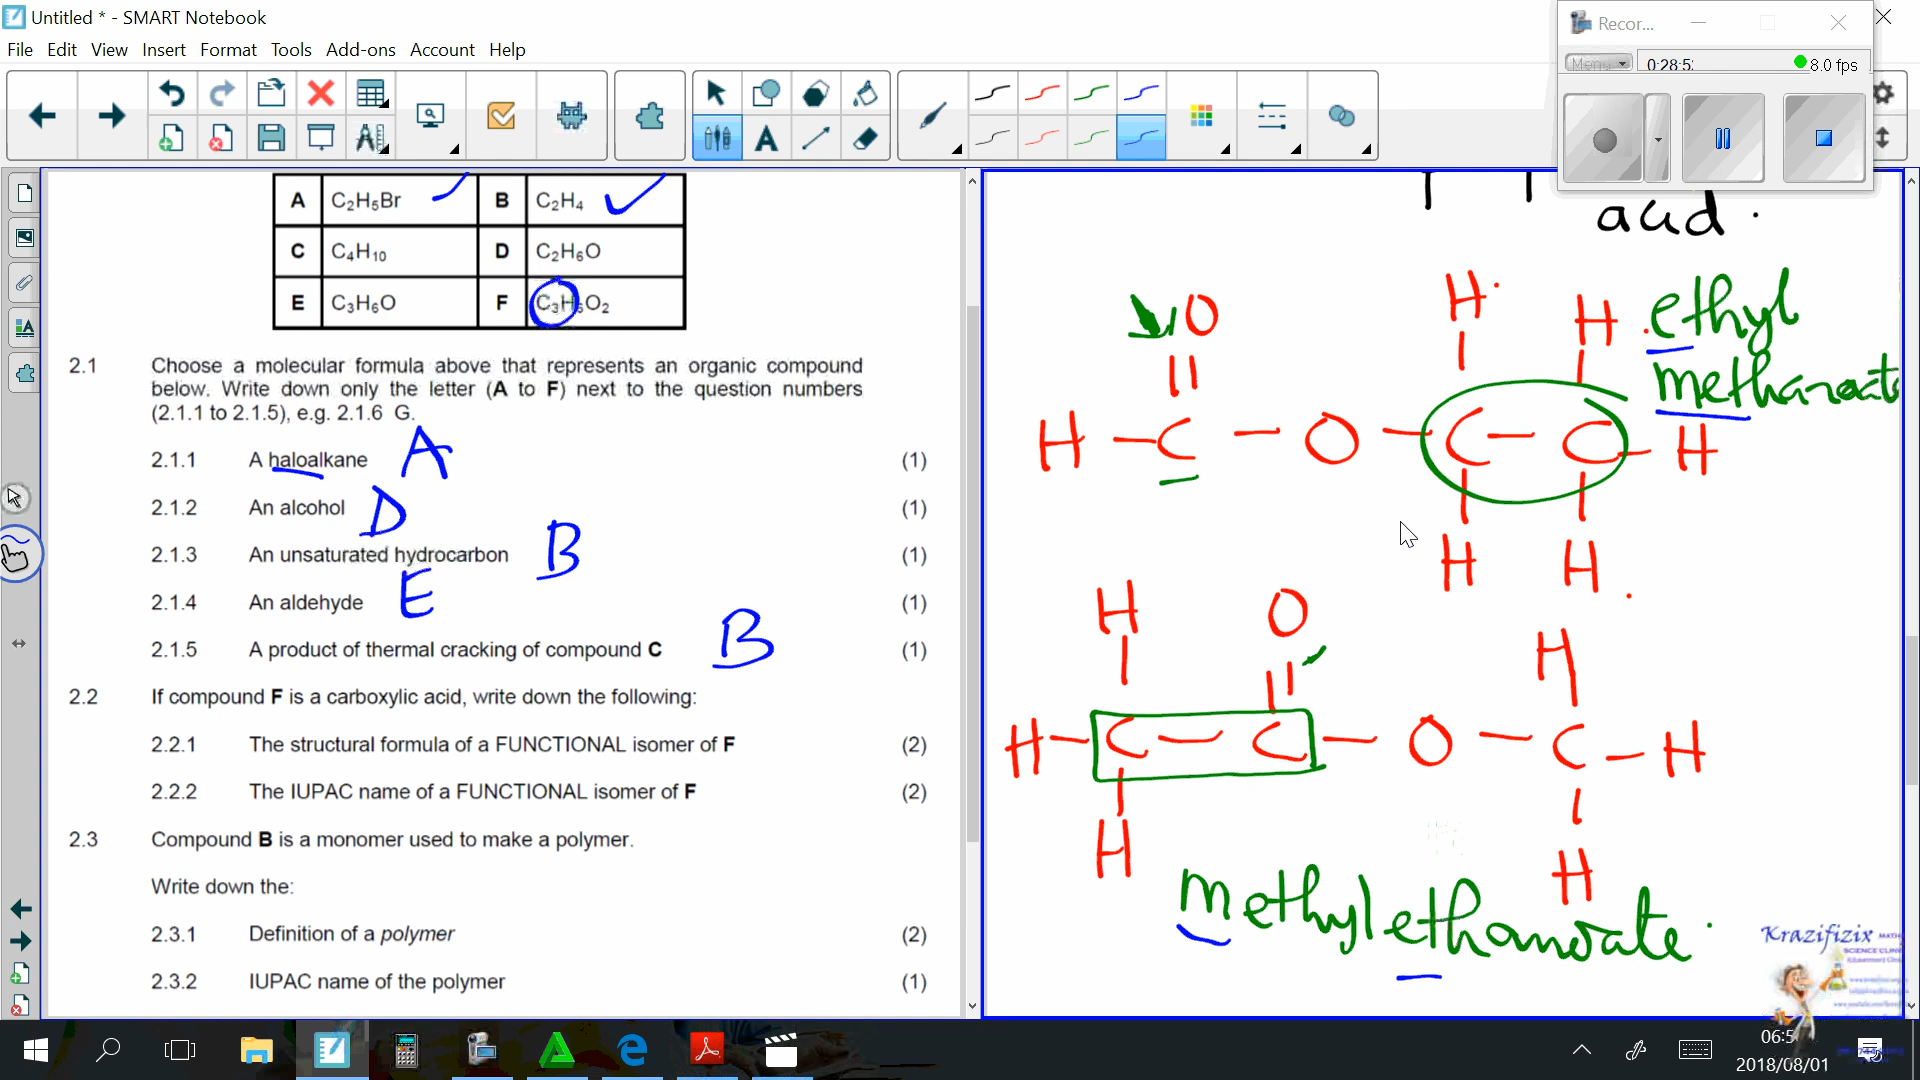 Untitled * - SMART Notebook
File Edit View Insert Format Tools Add-ons Account Help
Recor...
Menu
0:28:5
8.0 fps
A C₂H₅Br B C₂H₄
C C₄H₁₀ D C₂H₆O
E C₃H₆O F C₃H₆O₂
2.1 Choose a molecular formula above that represents an organic compound
below. Write down only the letter (A to F) next to the question numbers
(2.1.1 to 2.1.5), e.g. 2.1.6 G.
2.1.1 A haloalkane A (1)
2.1.2 An alcohol D (1)
2.1.3 An unsaturated hydrocarbon B (1)
2.1.4 An aldehyde E (1)
2.1.5 A product of thermal cracking of compound C B (1)
2.2 If compound F is a carboxylic acid, write down the following:
2.2.1 The structural formula of a FUNCTIONAL isomer of F (2)
2.2.2 The IUPAC name of a FUNCTIONAL isomer of F (2)
2.3 Compound B is a monomer used to make a polymer.
Write down the:
2.3.1 Definition of a polymer (2)
2.3.2 IUPAC name of the polymer (1)
acid.
H
O H ethyl
methanoate
H - C - O - C - C - H
H H
H O H
H - C - C - O - C - H
H H
methyl ethanoate.
Krazifizix MATH
SCIENCE CLINIC
06:5
2018/08/01